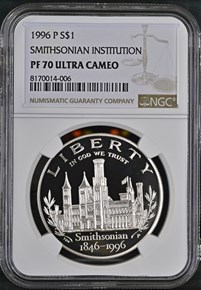 1996 P S$1
SMITHSONIAN INSTITUTION
PF 70 ULTRA CAMEO
8170014-006
NUMISMATIC GUARANTY COMPANY
NGC
LIBERTY
IN GOD WE TRUST
Smithsonian
1846-1996